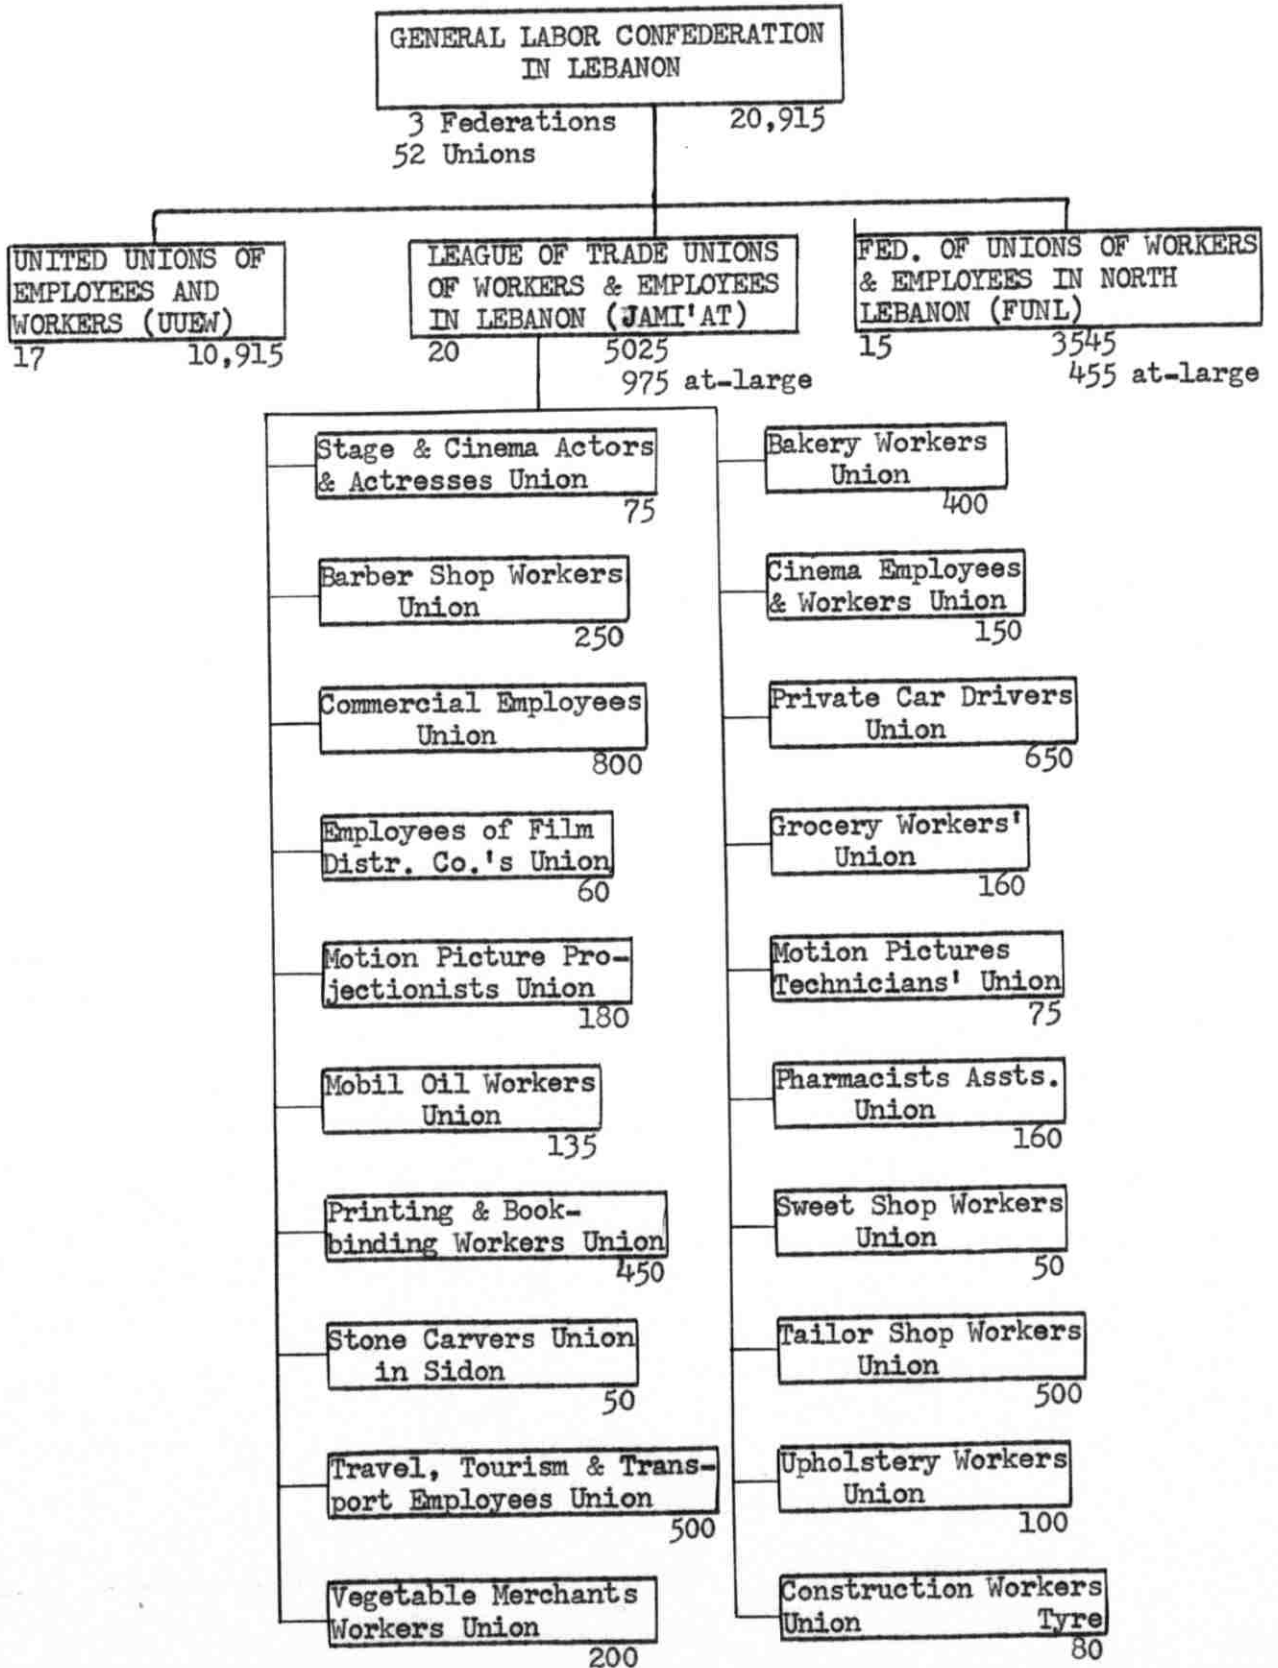 GENERAL LABOR CONFEDERATION
IN LEBANON
3 Federations 20,915
52 Unions
UNITED UNIONS OF
EMPLOYEES AND
WORKERS (UUEW)
17 10,915
LEAGUE OF TRADE UNIONS
OF WORKERS & EMPLOYEES
IN LEBANON (JAMI'AT)
20 5025
975 at-large
FED. OF UNIONS OF WORKERS
& EMPLOYEES IN NORTH
LEBANON (FUNL)
15 3545
455 at-large
Stage & Cinema Actors
& Actresses Union
75
Barber Shop Workers
Union
250
Commercial Employees
Union
800
Employees of Film
Distr. Co.'s Union
60
Motion Picture Pro-
jectionists Union
180
Mobil Oil Workers
Union
135
Printing & Book-
binding Workers Union
450
Stone Carvers Union
in Sidon
50
Travel, Tourism & Trans-
port Employees Union
500
Vegetable Merchants
Workers Union
200
Bakery Workers
Union
400
Cinema Employees
& Workers Union
150
Private Car Drivers
Union
650
Grocery Workers'
Union
160
Motion Pictures
Technicians' Union
75
Pharmacists Assts.
Union
160
Sweet Shop Workers
Union
50
Tailor Shop Workers
Union
500
Upholstery Workers
Union
100
Construction Workers
Union Tyre
80